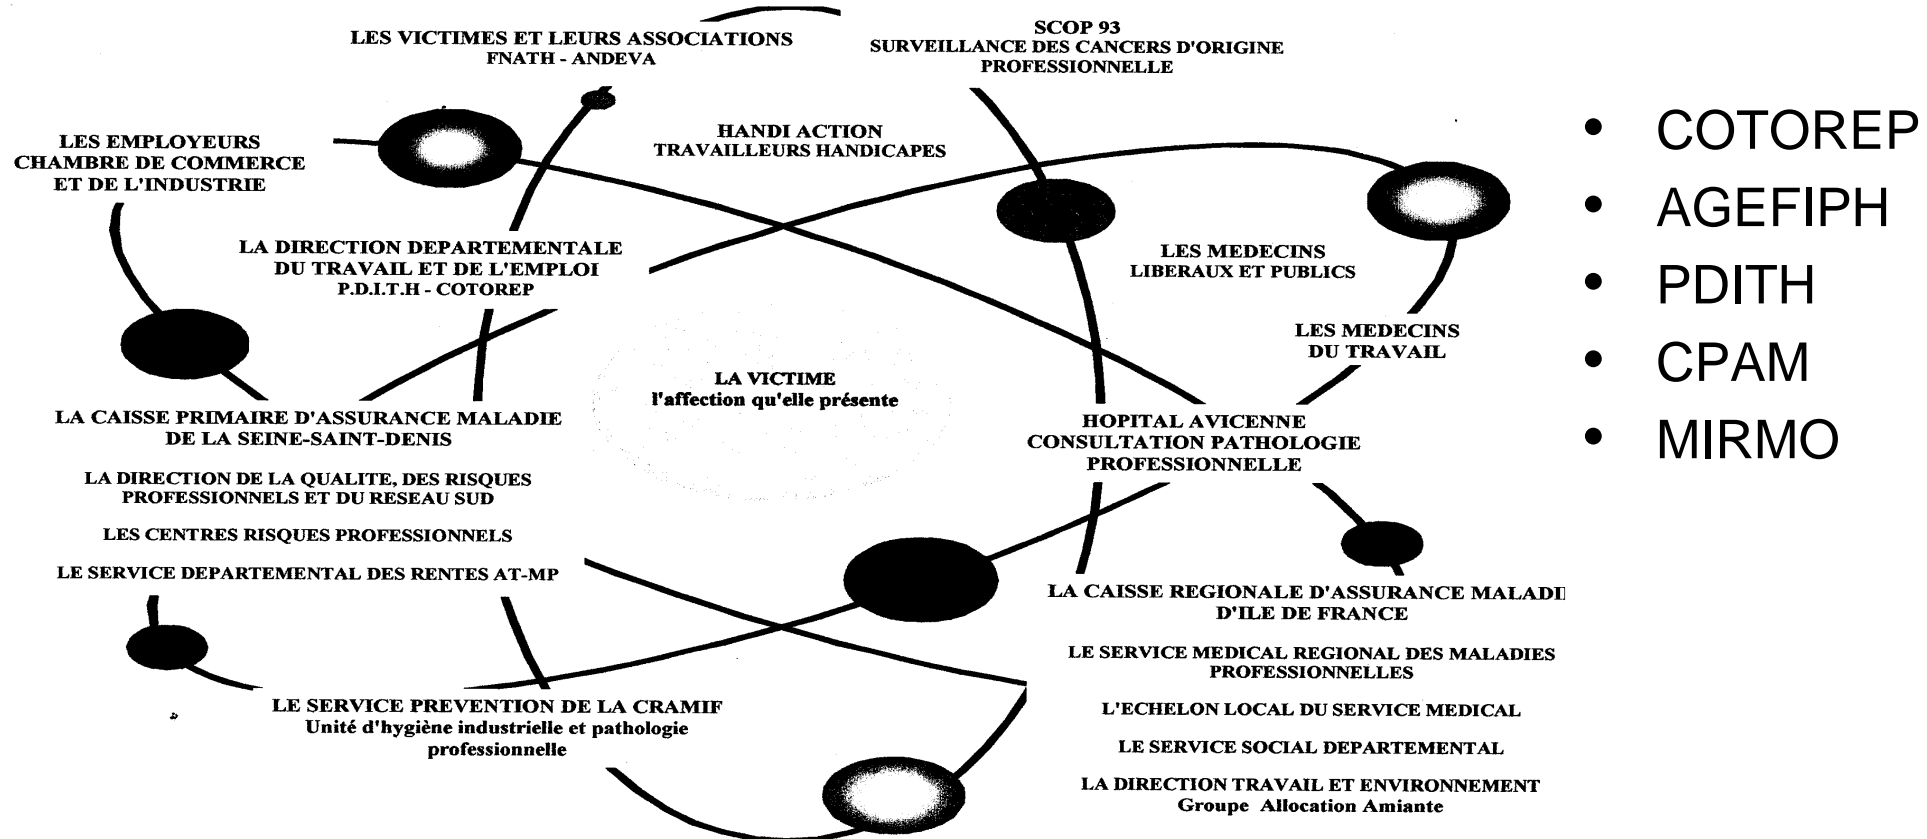 LES VICTIMES ET LEURS ASSOCIATIONS
FNATH - ANDEVA
SCOP 93
SURVEILLANCE DES CANCERS D'ORIGINE
PROFESSIONNELLE
LES EMPLOYEURS
CHAMBRE DE COMMERCE
ET DE L'INDUSTRIE
HANDI ACTION
TRAVAILLEURS HANDICAPES
LA DIRECTION DEPARTEMENTALE
DU TRAVAIL ET DE L'EMPLOI
P.D.I.T.H - COTOREP
LES MEDECINS
LIBERAUX ET PUBLICS
LES MEDECINS
DU TRAVAIL
LA VICTIME
l'affection qu'elle présente
LA CAISSE PRIMAIRE D'ASSURANCE MALADIE
DE LA SEINE-SAINT-DENIS
LA DIRECTION DE LA QUALITE, DES RISQUES
PROFESSIONNELS ET DU RESEAU SUD
LES CENTRES RISQUES PROFESSIONNELS
LE SERVICE DEPARTEMENTAL DES RENTES AT-MP
HOPITAL AVICENNE
CONSULTATION PATHOLOGIE
PROFESSIONNELLE
LA CAISSE REGIONALE D'ASSURANCE MALADI
D'ILE DE FRANCE
LE SERVICE MEDICAL REGIONAL DES MALADIES
PROFESSIONNELLES
L'ECHELON LOCAL DU SERVICE MEDICAL
LE SERVICE SOCIAL DEPARTEMENTAL
LA DIRECTION TRAVAIL ET ENVIRONNEMENT
Groupe Allocation Amiante
LE SERVICE PREVENTION DE LA CRAMIF
Unité d'hygiène industrielle et pathologie
professionnelle
• COTOREP
• AGEFIPH
• PDITH
• CPAM
• MIRMO